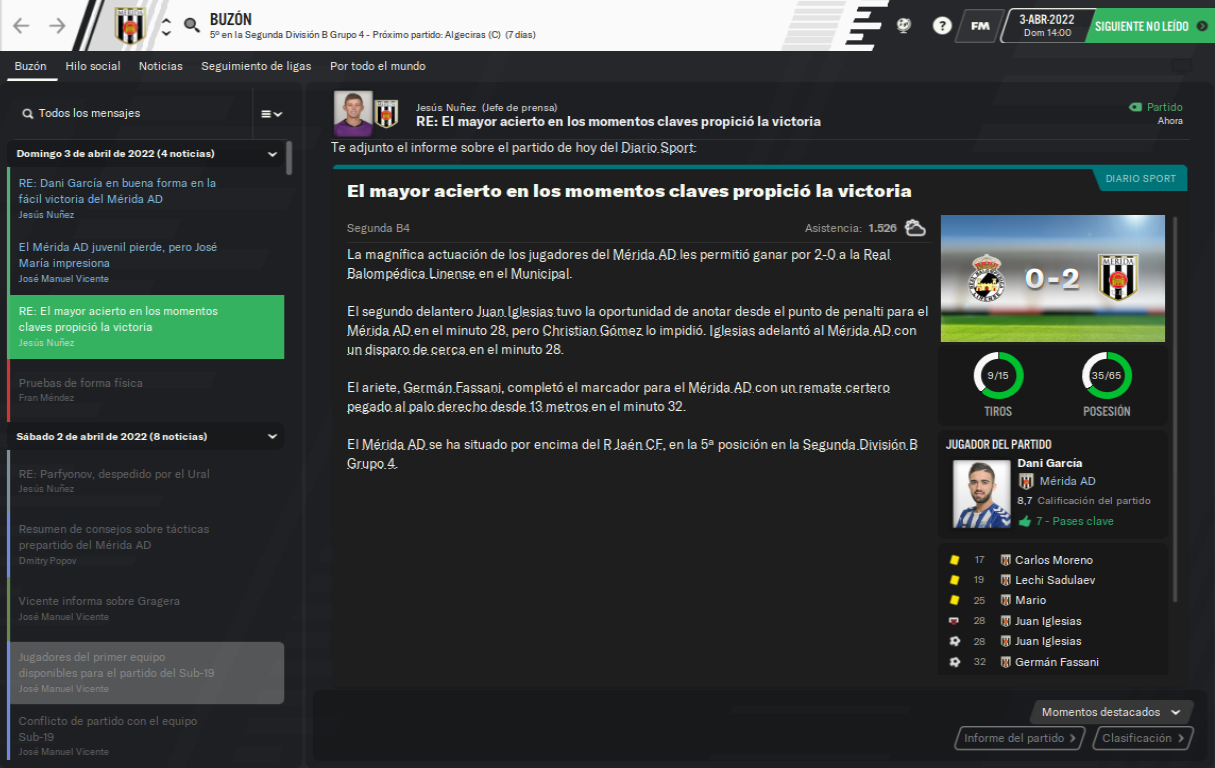 BUZÓN
5º en la Segunda División B Grupo 4 - Próximo partido: Algeciras (C) (7 días)
FM
3-ABR-2022
Dom 14:00
SIGUIENTE NO LEÍDO
Buzón Hilo social Noticias Seguimiento de ligas Por todo el mundo
Todos los mensajes
Domingo 3 de abril de 2022 (4 noticias)
RE: Dani García en buena forma en la
fácil victoria del Mérida AD
Jesús Nuñez
El Mérida AD juvenil pierde, pero José
María impresiona
José Manuel Vicente
RE: El mayor acierto en los momentos
claves propició la victoria
Jesús Nuñez
Pruebas de forma física
Fran Méndez
Sábado 2 de abril de 2022 (8 noticias)
RE: Parfyonov, despedido por el Ural
Jesús Nuñez
Resumen de consejos sobre tácticas
prepartido del Mérida AD
Dmitry Popov
Vicente informa sobre Gragera
José Manuel Vicente
Jugadores del primer equipo
disponibles para el partido del Sub-19
José Manuel Vicente
Conflicto de partido con el equipo
Sub-19
José Manuel Vicente
Jesús Nuñez (Jefe de prensa)
RE: El mayor acierto en los momentos claves propició la victoria
Partido
Ahora
Te adjunto el informe sobre el partido de hoy del Diario Sport:
DIARIO SPORT
El mayor acierto en los momentos claves propició la victoria
Segunda B4 Asistencia: 1.526
La magnífica actuación de los jugadores del Mérida AD les permitió ganar por 2-0 a la Real
Balompédica Linense en el Municipal.
El segundo delantero Juan Iglesias tuvo la oportunidad de anotar desde el punto de penalti para el
Mérida AD en el minuto 28, pero Christian Gómez lo impidió. Iglesias adelantó al Mérida AD con
un disparo de cerca en el minuto 28.
El ariete, Germán Fassani, completó el marcador para el Mérida AD con un remate certero
pegado al palo derecho desde 13 metros en el minuto 32.
El Mérida AD se ha situado por encima del R Jaén CF, en la 5ª posición en la Segunda División B
Grupo 4.
0-2
MERIDA
9/15 35/65
TIROS POSESIÓN
JUGADOR DEL PARTIDO
Dani García
Mérida AD
8,7 Calificación del partido
7 - Pases clave
17 Carlos Moreno
19 Lechi Sadulaev
25 Mario
28 Juan Iglesias
28 Juan Iglesias
32 Germán Fassani
Momentos destacados
Informe del partido Clasificación